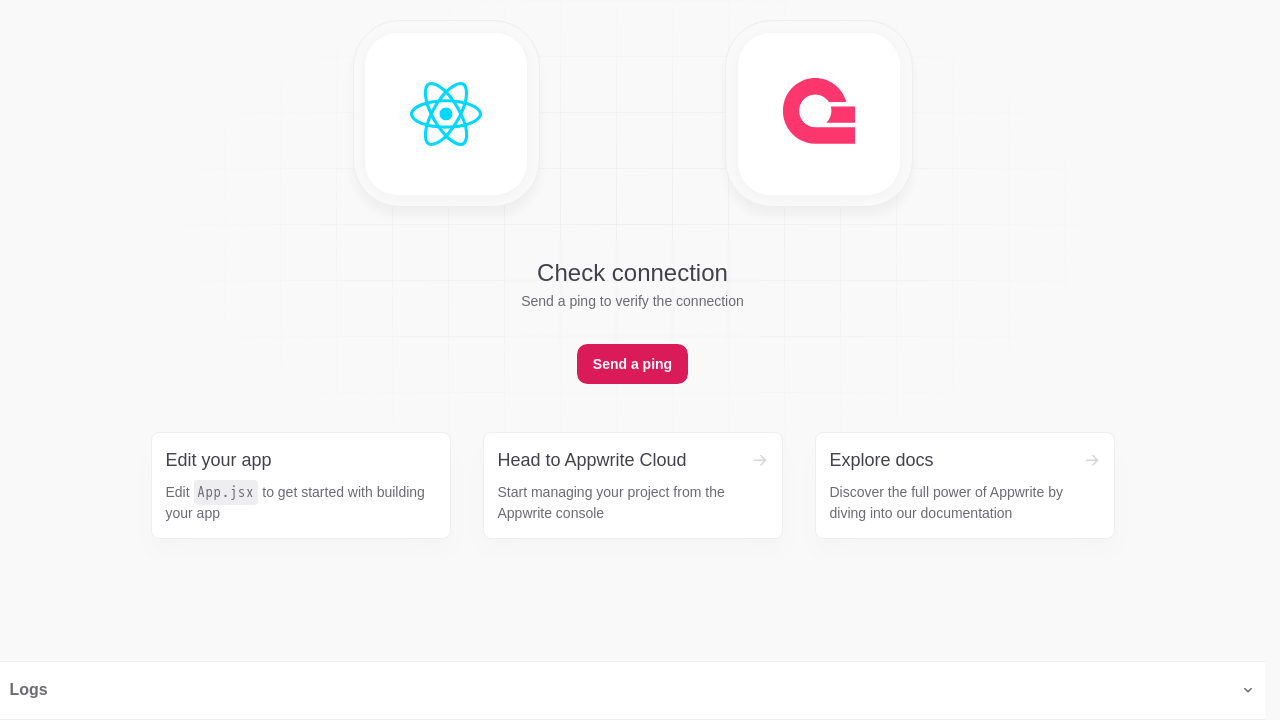 Check connection
Send a ping to verify the connection
Send a ping
Edit your app
Edit App.jsx to get started with building
your app
Head to Appwrite Cloud
Start managing your project from the
Appwrite console
Explore docs
Discover the full power of Appwrite by
diving into our documentation
Logs